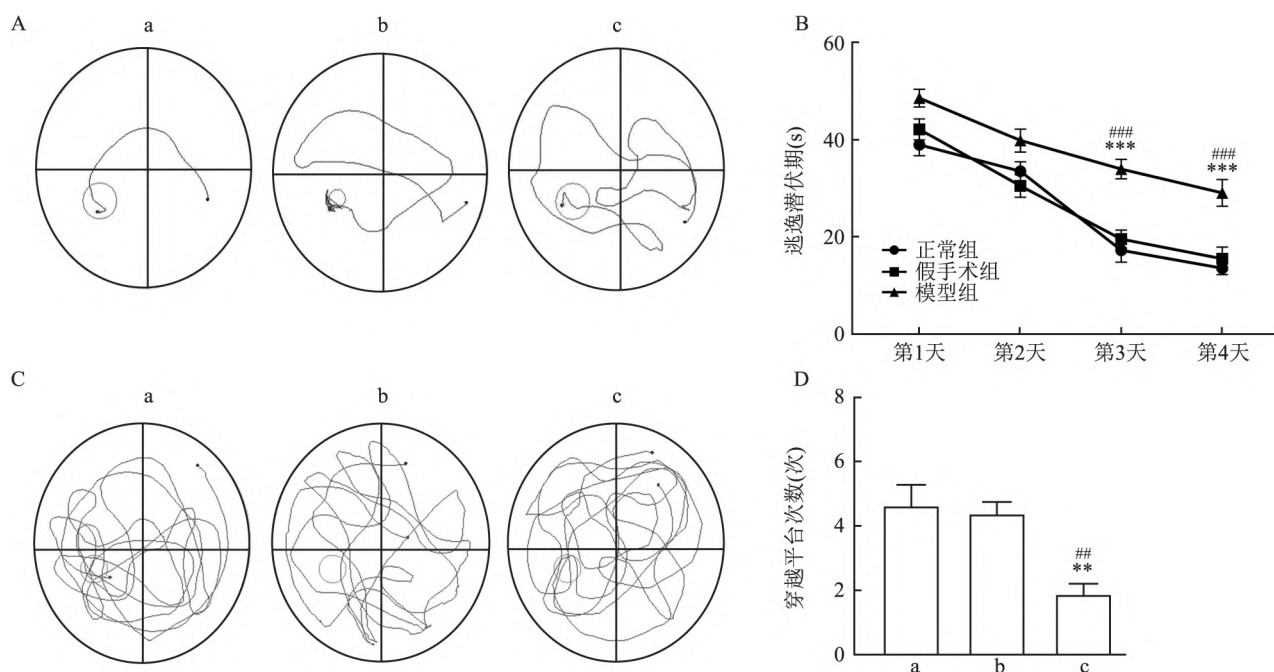 A
a
b
c
B
逃逸潜伏期(s)
60
40
20
0
###
***
###
***
正常组
假手术组
模型组
第1天
第2天
第3天
第4天
C
a
b
c
D
穿越平台次数(次)
8
6
4
2
0
##
**
a
b
c